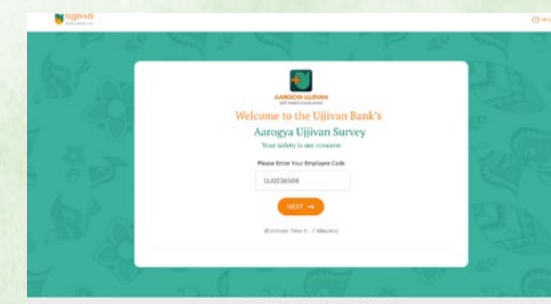 UJJIVAN
AAROGYA UJJIVAN
Welcome to the Ujjivan Bank's
Aarogya Ujjivan Survey
Your safety is our concern
Please Enter Your Employee Code
NEXT →